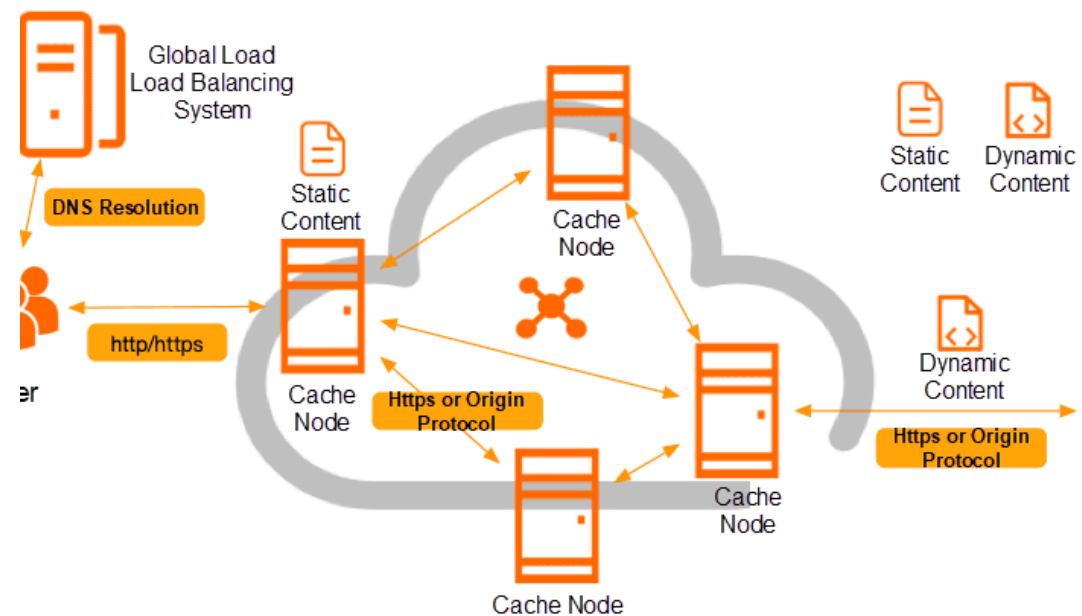 Global Load
Load Balancing
System
DNS Resolution
http/https
er
Static
Content
Cache
Node
Cache
Node
Https or Origin
Protocol
Cache Node
Cache
Node
Static
Content
Dynamic
Content
Dynamic
Content
Https or Origin
Protocol